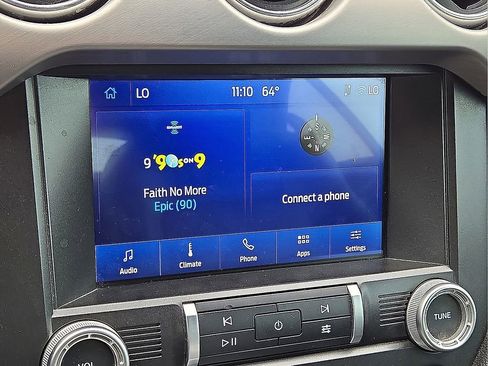 LO 11:10 64° LO
SiriusXM
9 '90s on 9
Faith No More
Epic (90)
S
E W
N
Connect a phone
Audio Climate Phone Apps Settings
VOL
TUNE